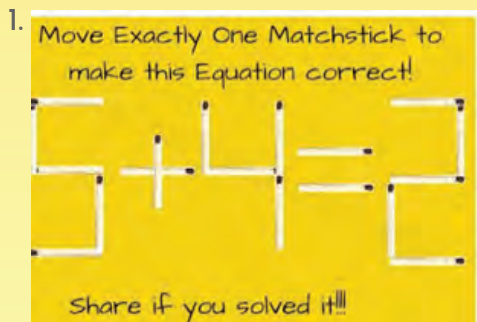 1.
Move Exactly One Matchstick to
make this Equation correct!
5+4=2
Share if you solved it!!!!